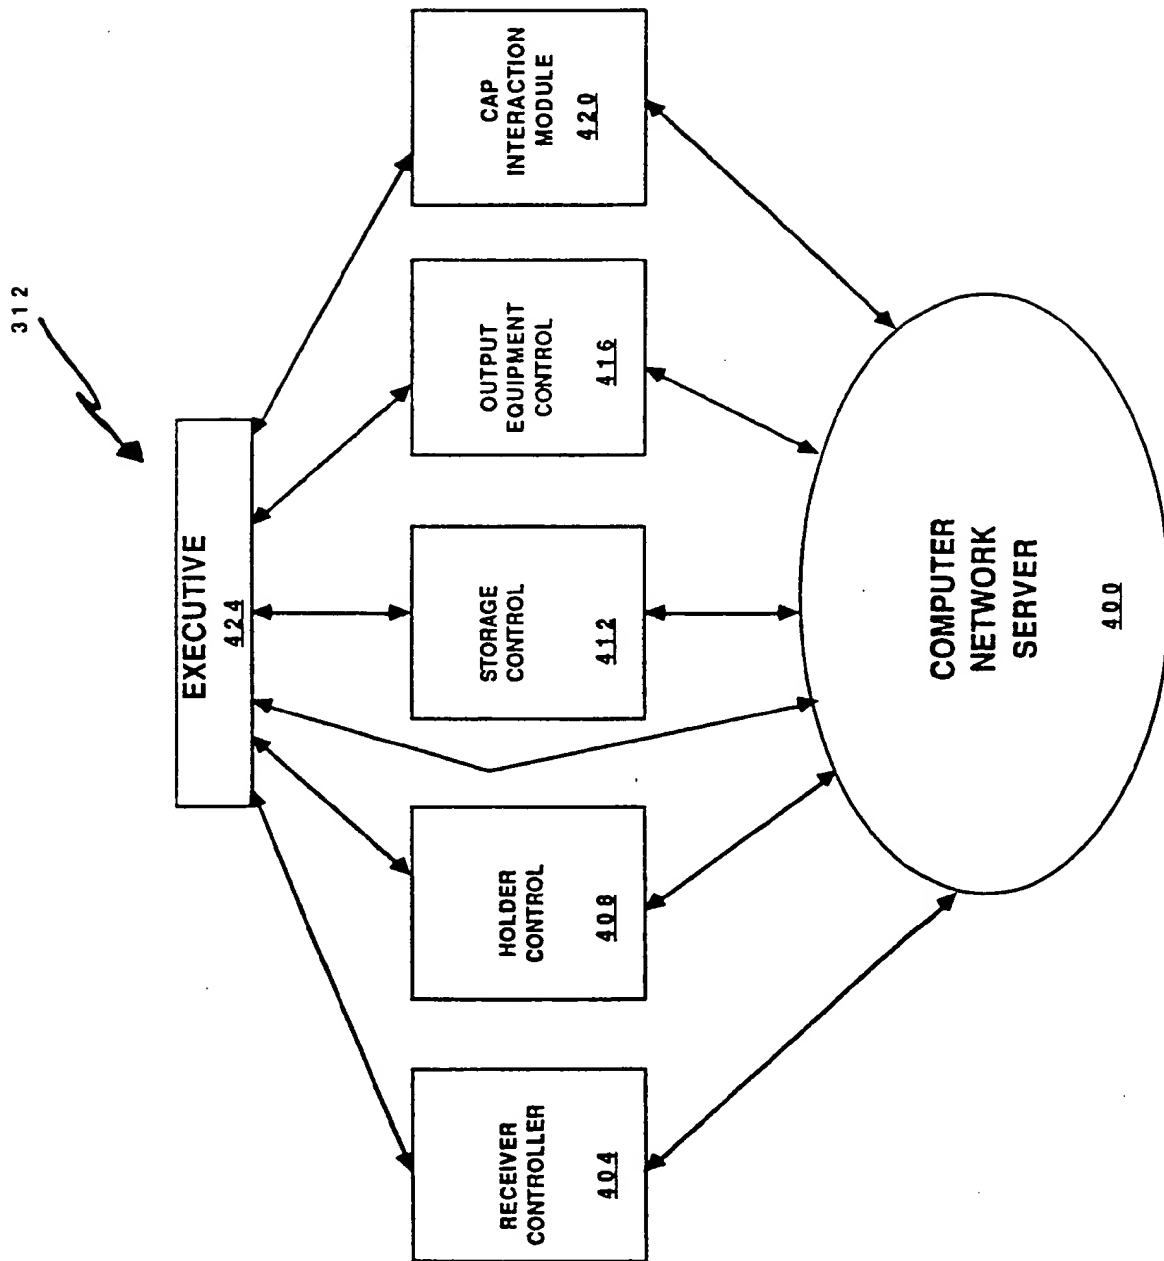 312
EXECUTIVE
424
RECEIVER
CONTROLLER
404
HOLDER
CONTROL
408
STORAGE
CONTROL
412
OUTPUT
EQUIPMENT
CONTROL
416
CAP
INTERACTION
MODULE
420
COMPUTER
NETWORK
SERVER
400